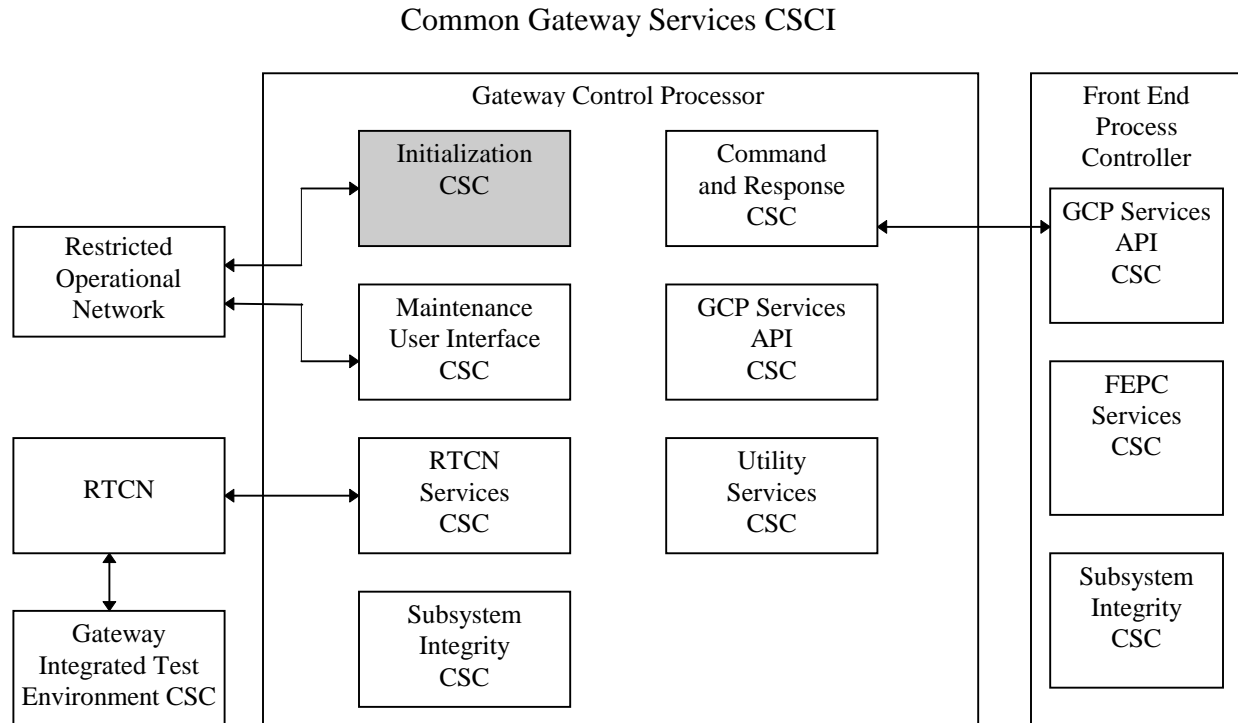 Common Gateway Services CSCI
Gateway Control Processor
Front End
Process
Controller
Initialization
CSC
Command
and Response
CSC
GCP Services
API
CSC
Restricted
Operational
Network
Maintenance
User Interface
CSC
GCP Services
API
CSC
FEPC
Services
CSC
RTCN
RTCN
Services
CSC
Utility
Services
CSC
Subsystem
Integrity
CSC
Gateway
Integrated Test
Environment CSC
Subsystem
Integrity
CSC